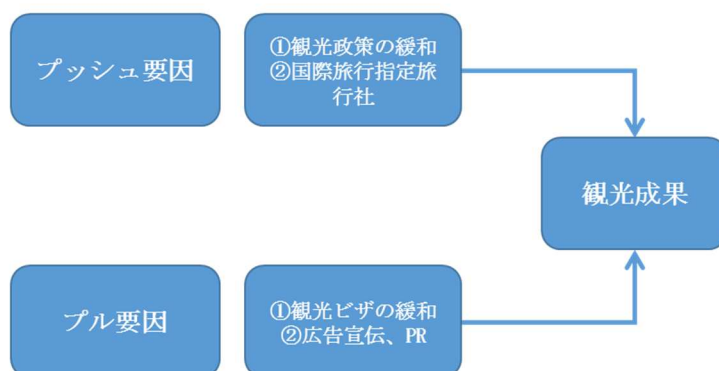 プッシュ要因
①観光政策の緩和
②国際旅行指定旅
行社
観光成果
プル要因
①観光ビザの緩和
②広告宣伝、PR